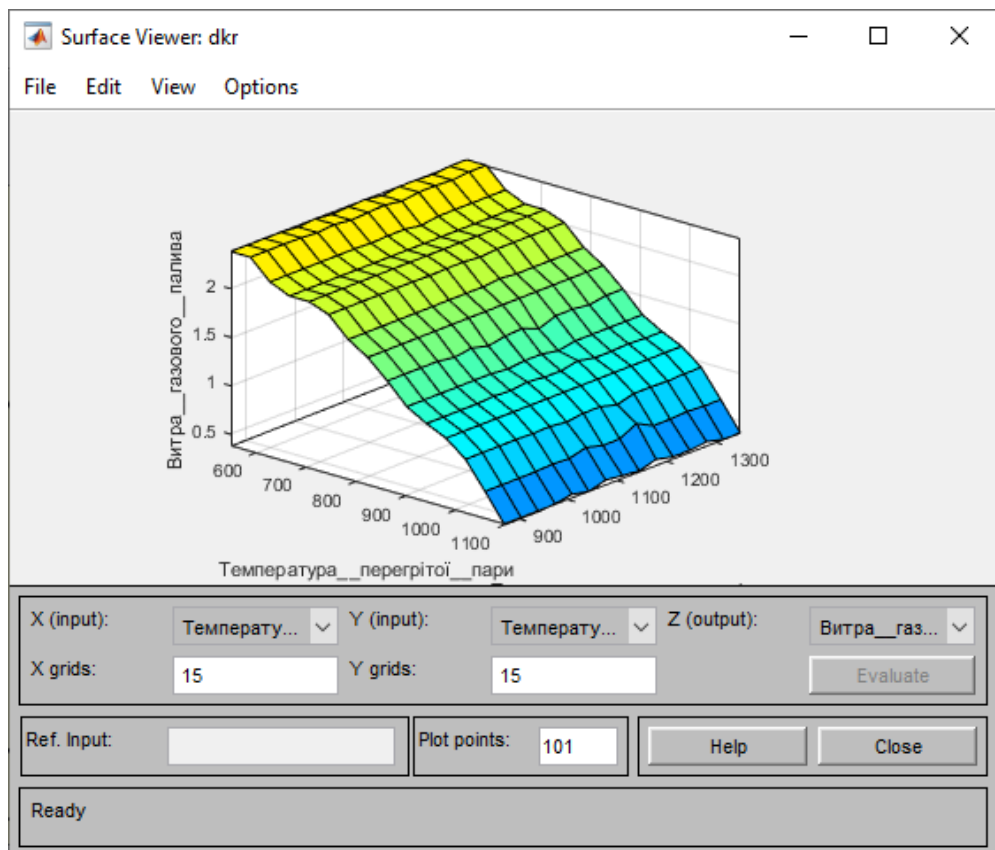 Surface Viewer: dkr
File Edit View Options
Витра__газового__палива
2
1.5
1
0.5
600
700
800
900
1000
1100
900
1000
1100
1200
1300
Температура__перегрітої__пари
X (input): Температу... Y (input): Температу... Z (output): Витра__газ...
X grids: 15 Y grids: 15 Evaluate
Ref. Input: Plot points: 101 Help Close
Ready